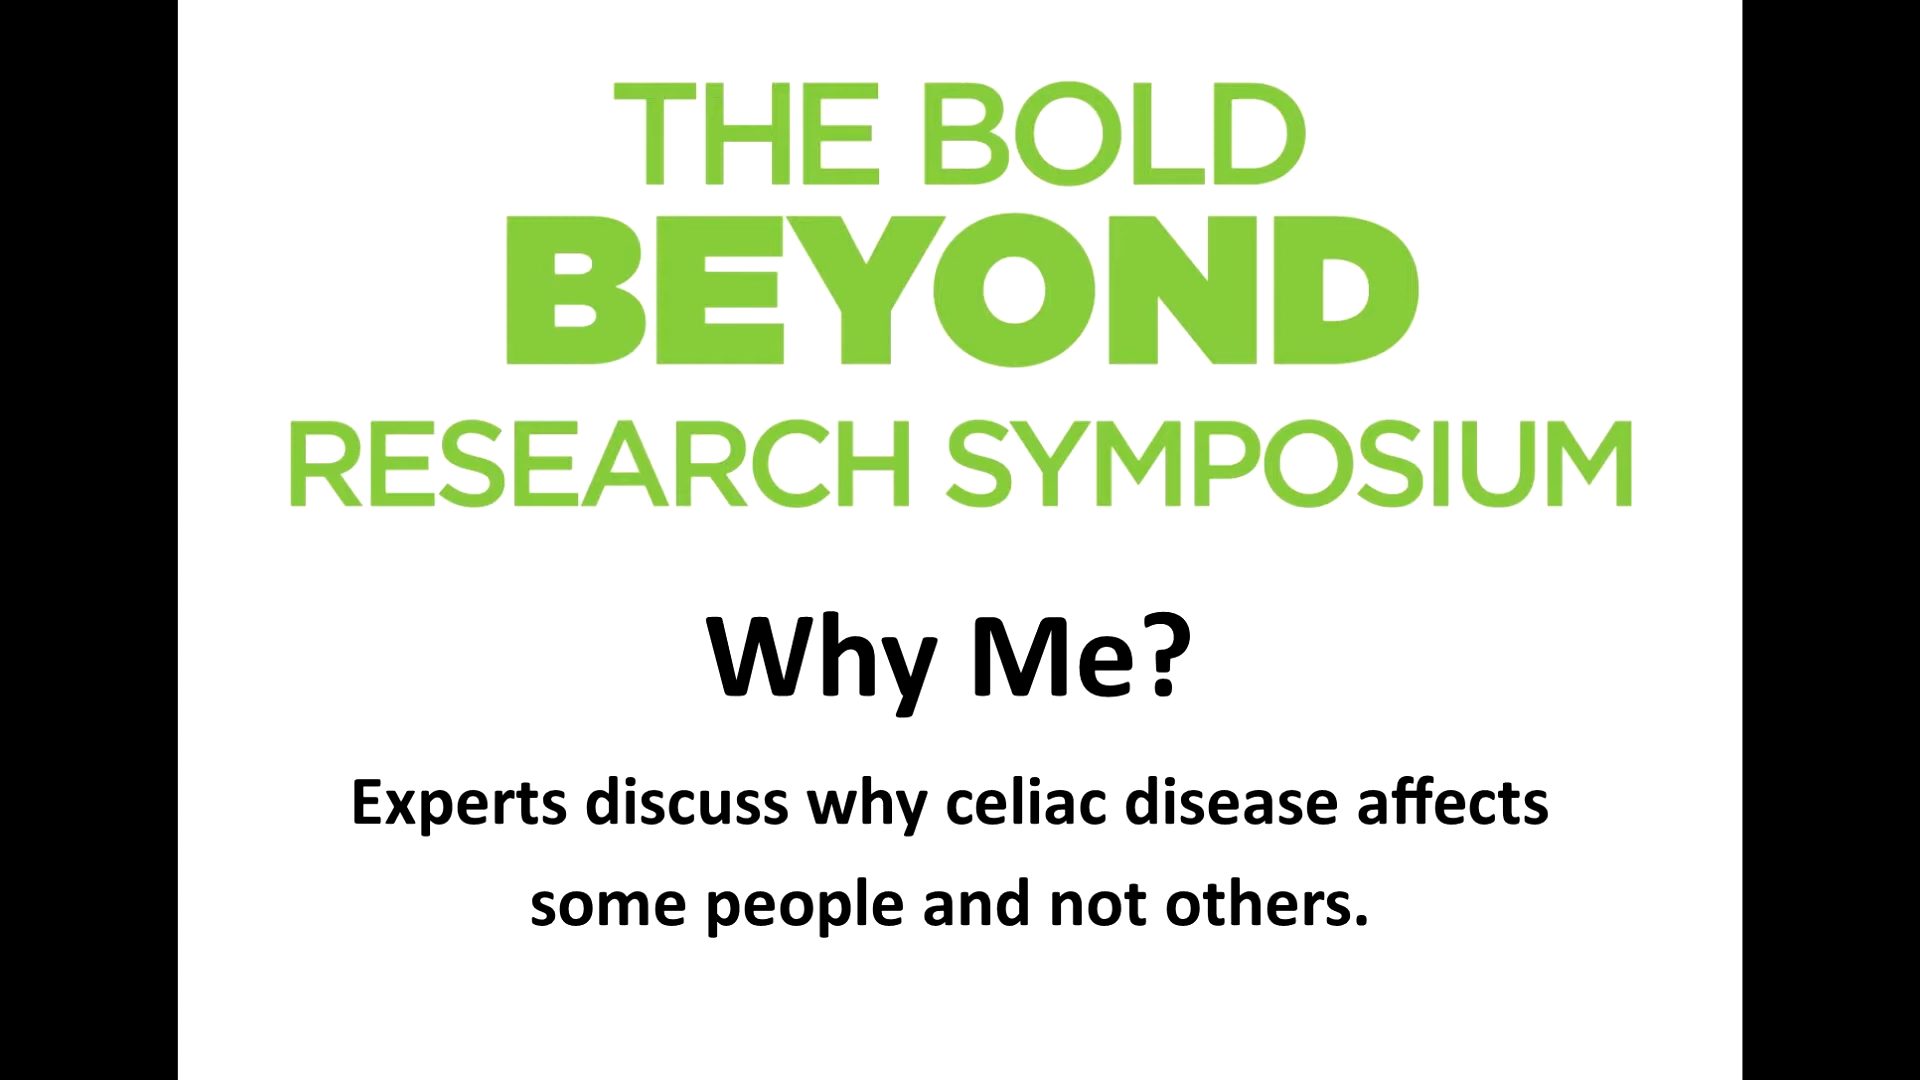 THE BOLD
BEYOND
RESEARCH SYMPOSIUM
Why Me?
Experts discuss why celiac disease affects
some people and not others.